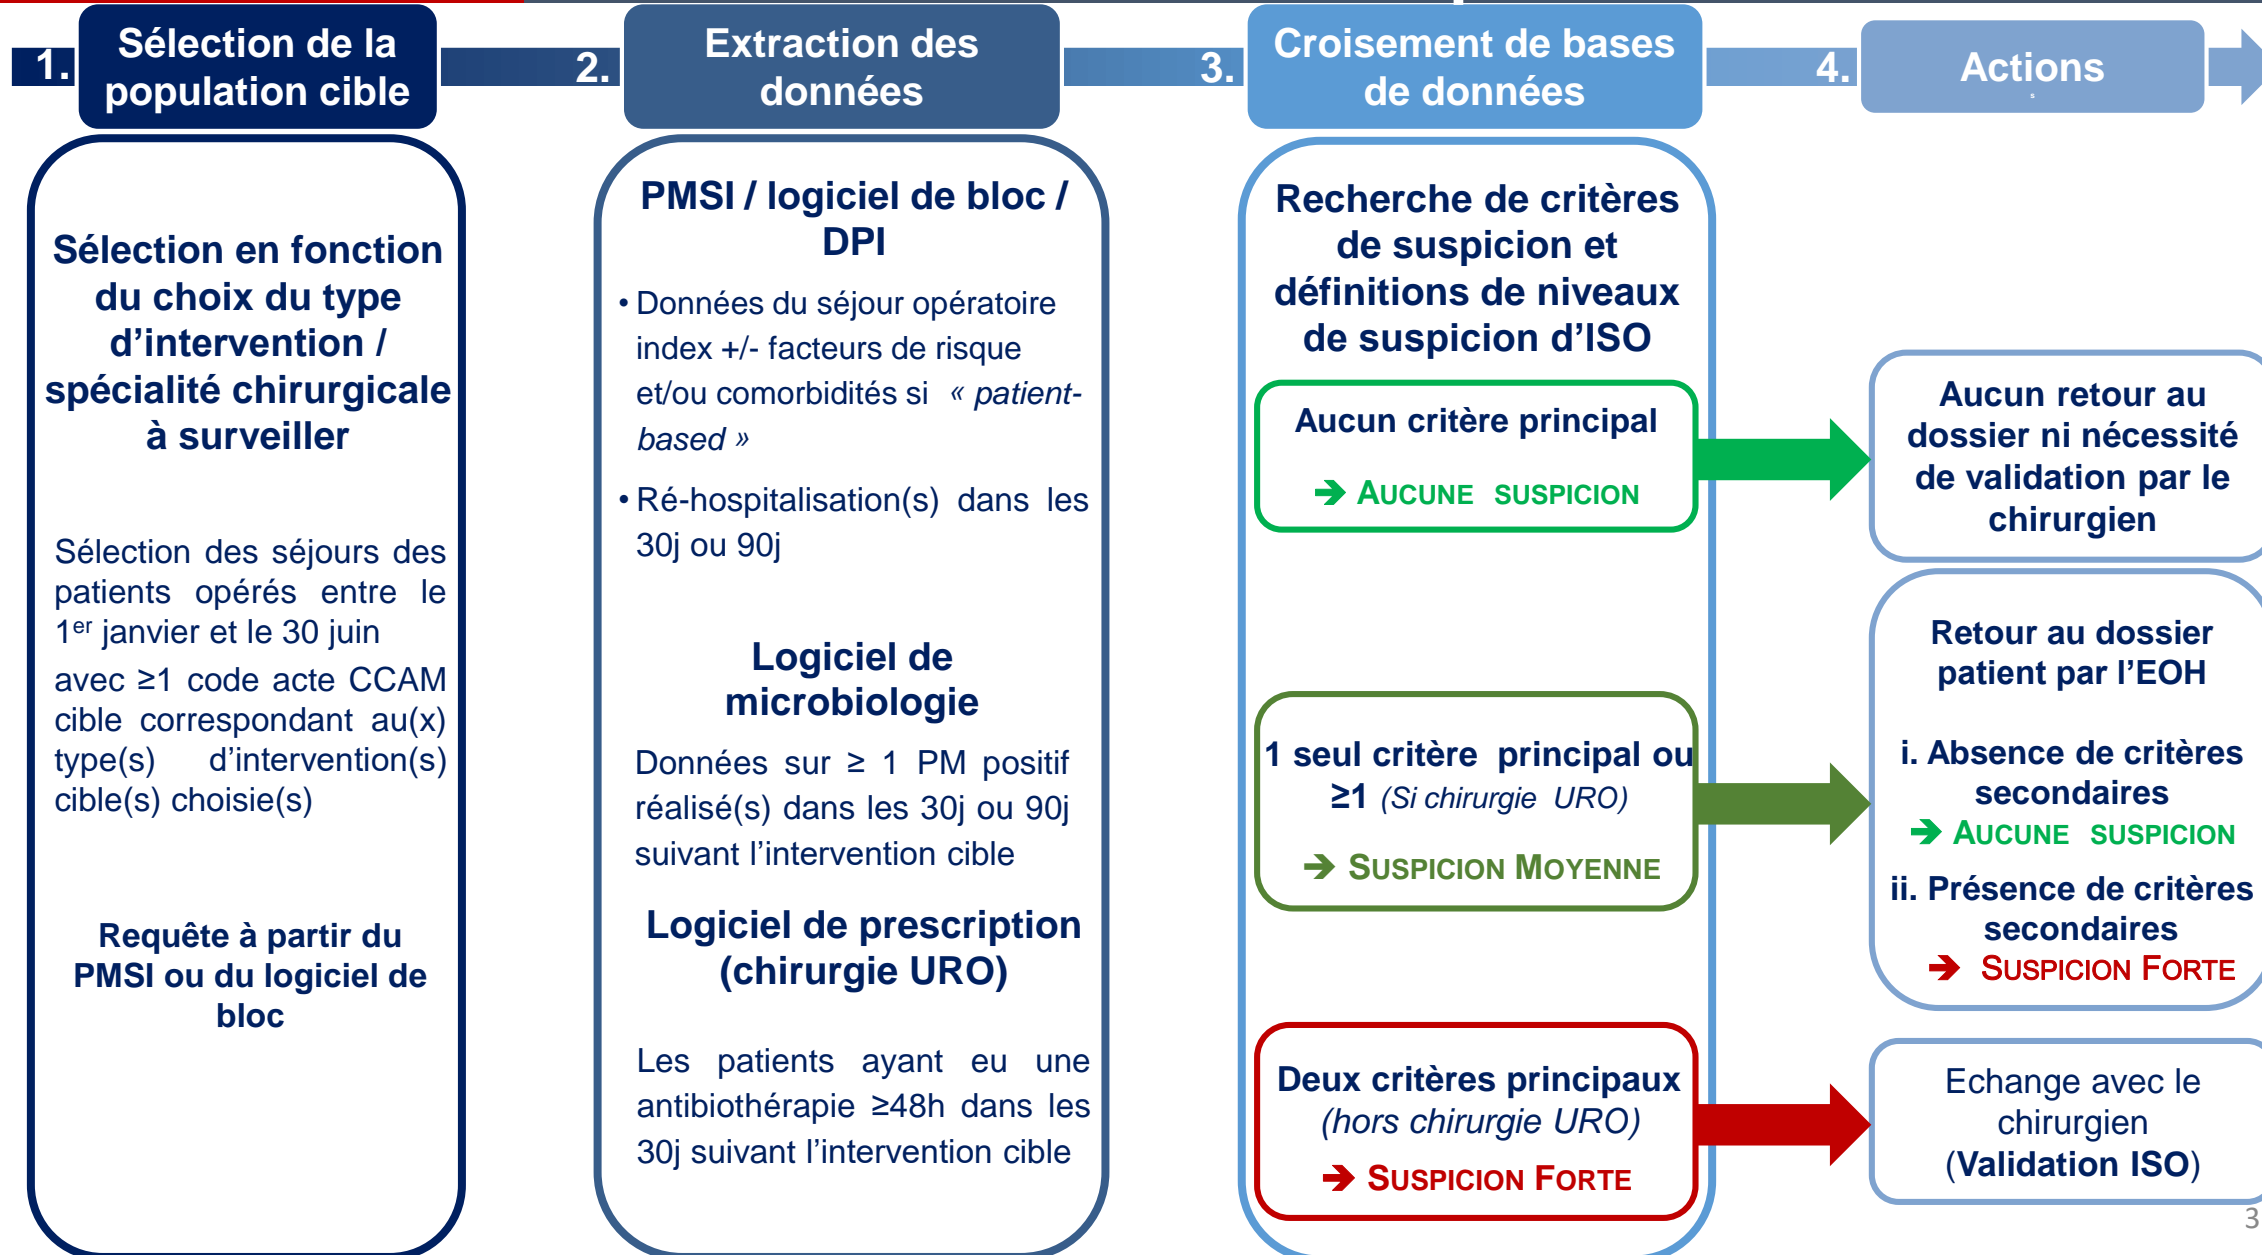 1.
Sélection de la
population cible
2.
Extraction des
données
3.
Croisement de bases
de données
4.
Actions
s
Sélection en fonction
du choix du type
d’intervention /
spécialité chirurgicale
à surveiller
Sélection des séjours des
patients opérés entre le
1er janvier et le 30 juin
avec ≥1 code acte CCAM
cible correspondant au(x)
type(s) d’intervention(s)
cible(s) choisie(s)
Requête à partir du
PMSI ou du logiciel de
bloc
PMSI / logiciel de bloc /
DPI
• Données du séjour opératoire
index +/- facteurs de risque
et/ou comorbidités si « patient-
based »
• Ré-hospitalisation(s) dans les
30j ou 90j
Logiciel de
microbiologie
Données sur ≥ 1 PM positif
réalisé(s) dans les 30j ou 90j
suivant l’intervention cible
Logiciel de prescription
(chirurgie URO)
Les patients ayant eu une
antibiothérapie ≥48h dans les
30j suivant l’intervention cible
Recherche de critères
de suspicion et
définitions de niveaux
de suspicion d’ISO
Aucun critère principal
➔ AUCUNE SUSPICION
1 seul critère principal ou
≥1 (Si chirurgie URO)
➔ SUSPICION MOYENNE
Deux critères principaux
(hors chirurgie URO)
➔ SUSPICION FORTE
Aucun retour au
dossier ni nécessité
de validation par le
chirurgien
Retour au dossier
patient par l’EOH
i. Absence de critères
secondaires
➔ AUCUNE SUSPICION
ii. Présence de critères
secondaires
➔ SUSPICION FORTE
Echange avec le
chirurgien
(Validation ISO)
3